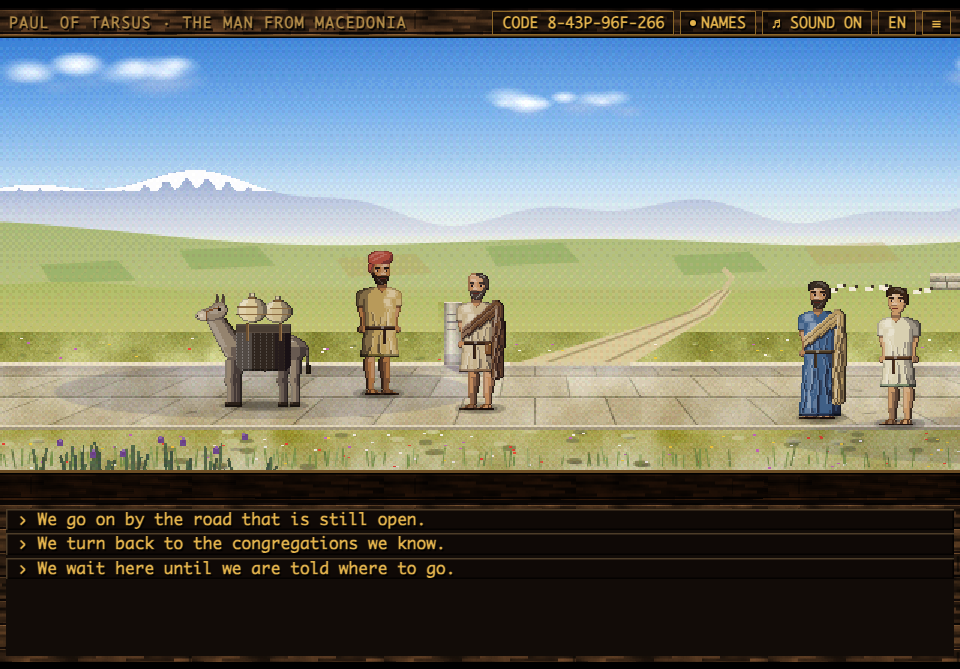 PAUL OF TARSUS · THE MAN FROM MACEDONIA
CODE 8-43P-96F-266
• NAMES
♬ SOUND ON
EN
≡
› We go on by the road that is still open.
› We turn back to the congregations we know.
› We wait here until we are told where to go.